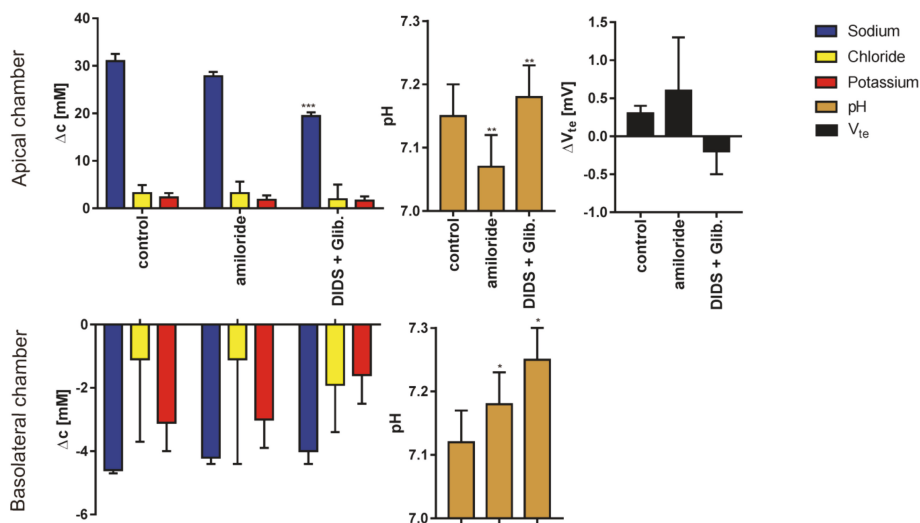 Apical chamber
Δc [mM]
40
30
20
10
0
***
control
amiloride
DIDS + Glib.
pH
7.3
7.2
7.1
7.0
**
**
control
amiloride
DIDS + Glib.
ΔVte [mV]
1.5
1.0
0.5
0.0
-0.5
-1.0
control
amiloride
DIDS + Glib.
Sodium
Chloride
Potassium
pH
Vte
Basolateral chamber
Δc [mM]
0
-2
-4
-6
pH
7.3
7.2
7.1
7.0
*
*